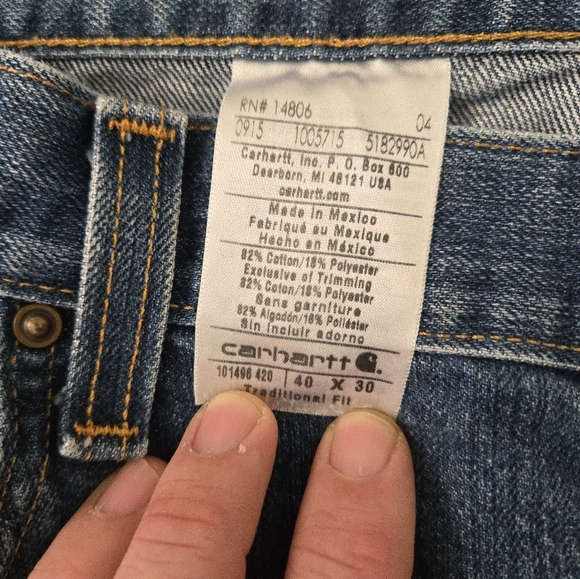 RN# 14806 04
0915 1005715 5182990A
Carhartt, Inc. P. O. Box 600
Dearborn, MI 48121 USA
carhartt.com
Made in Mexico
Fabriqué au Mexique
Hecho en México
82% Cotton/18% Polyester
Exclusive of Trimming
82% Coton/18% Polyester
Sans garniture
82% Algodón/18% Poliéster
Sin incluir adorno
carhartt
101496 420 40 X 30
Traditional Fit